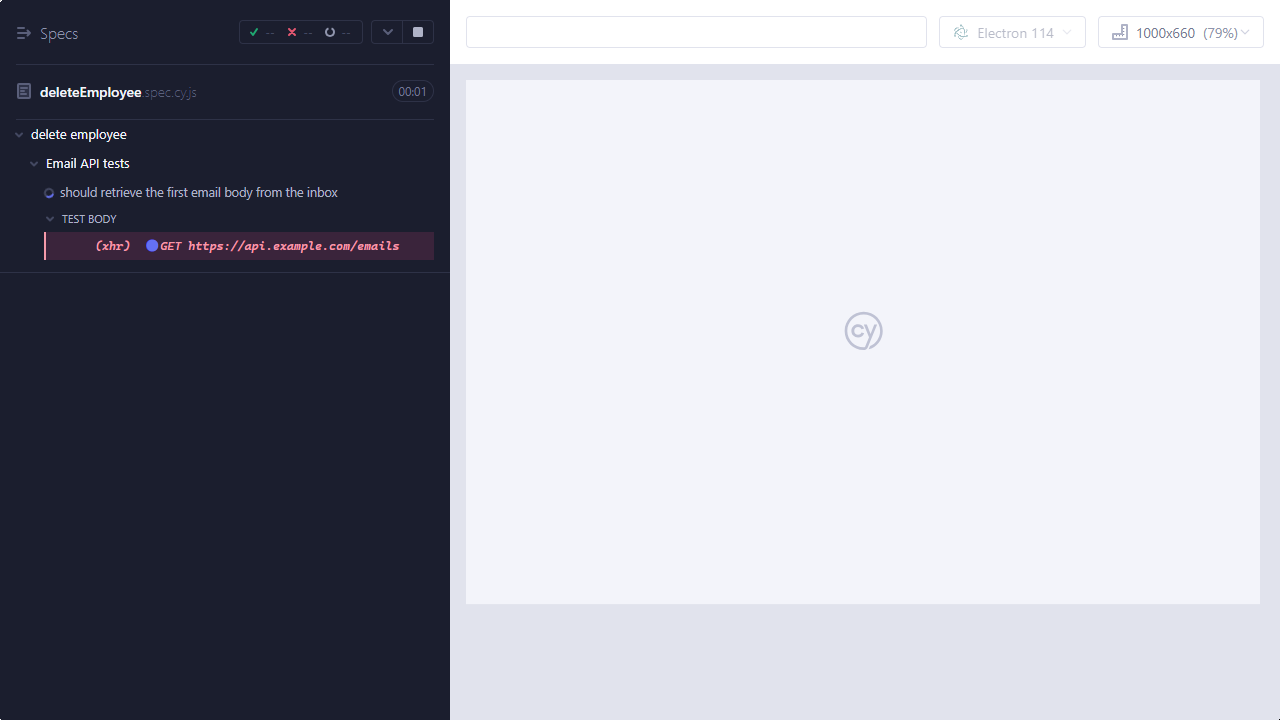 Specs
--
--
--
deleteEmployee.spec.cy.js
00:01
delete employee
Email API tests
should retrieve the first email body from the inbox
TEST BODY
(xhr) GET https://api.example.com/emails
Electron 114
1000x660 (79%)
cy